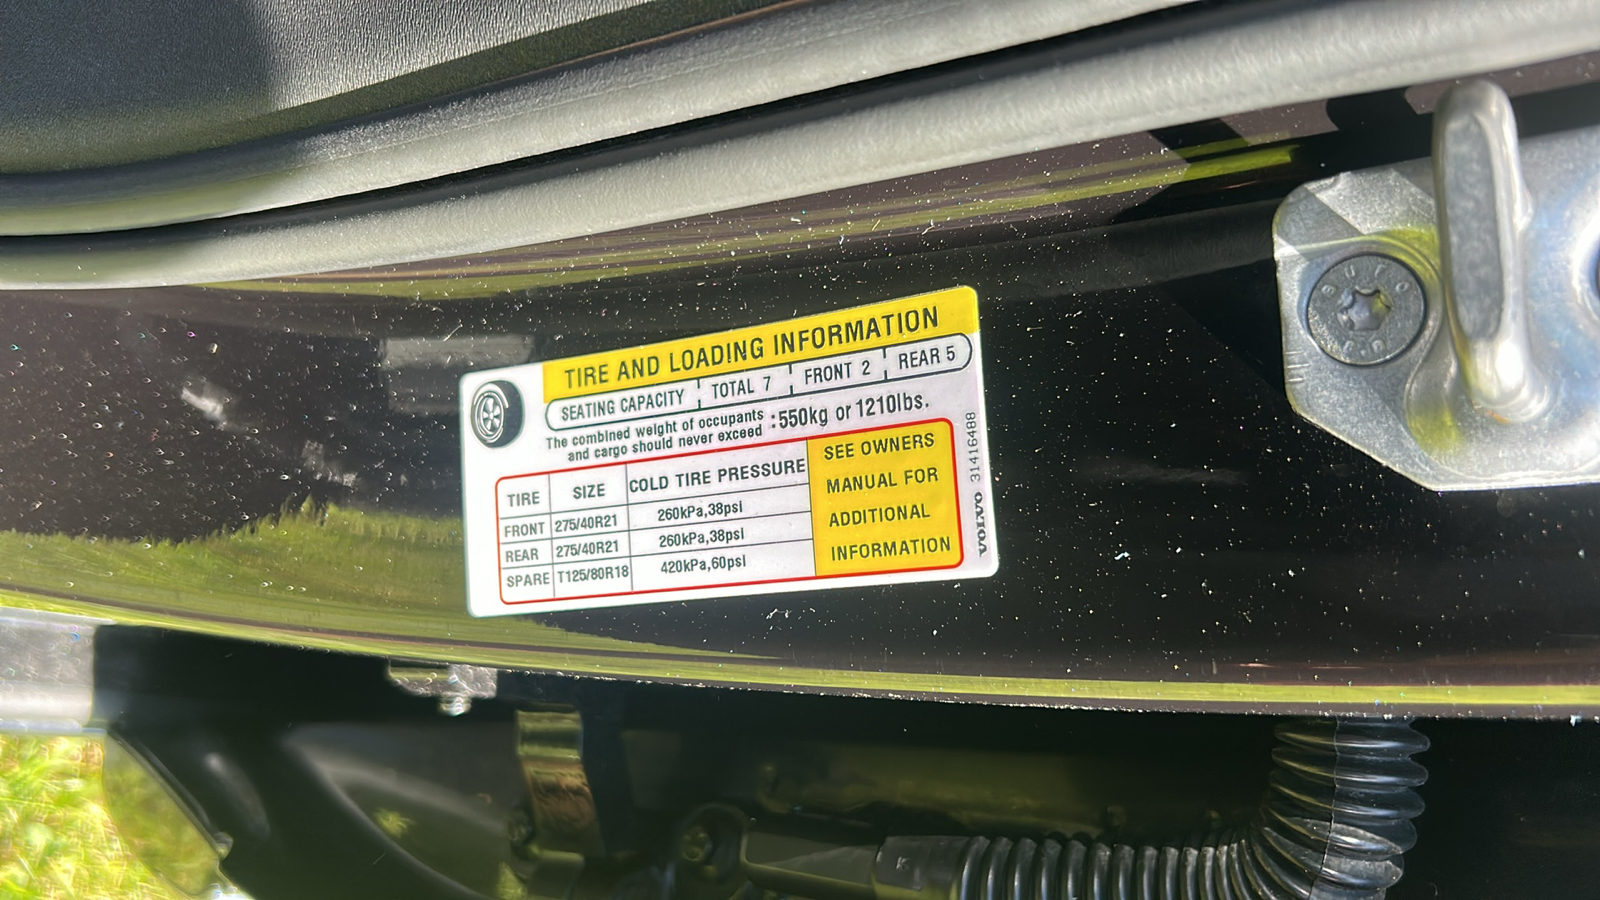 TIRE AND LOADING INFORMATION
SEATING CAPACITY TOTAL 7 FRONT 2 REAR 5
The combined weight of occupants
and cargo should never exceed :550kg or 1210lbs.
TIRE SIZE COLD TIRE PRESSURE
FRONT 275/40R21 260kPa,38psi
REAR 275/40R21 260kPa,38psi
SPARE T125/80R18 420kPa,60psi
SEE OWNERS
MANUAL FOR
ADDITIONAL
INFORMATION
VOLVO 31416488